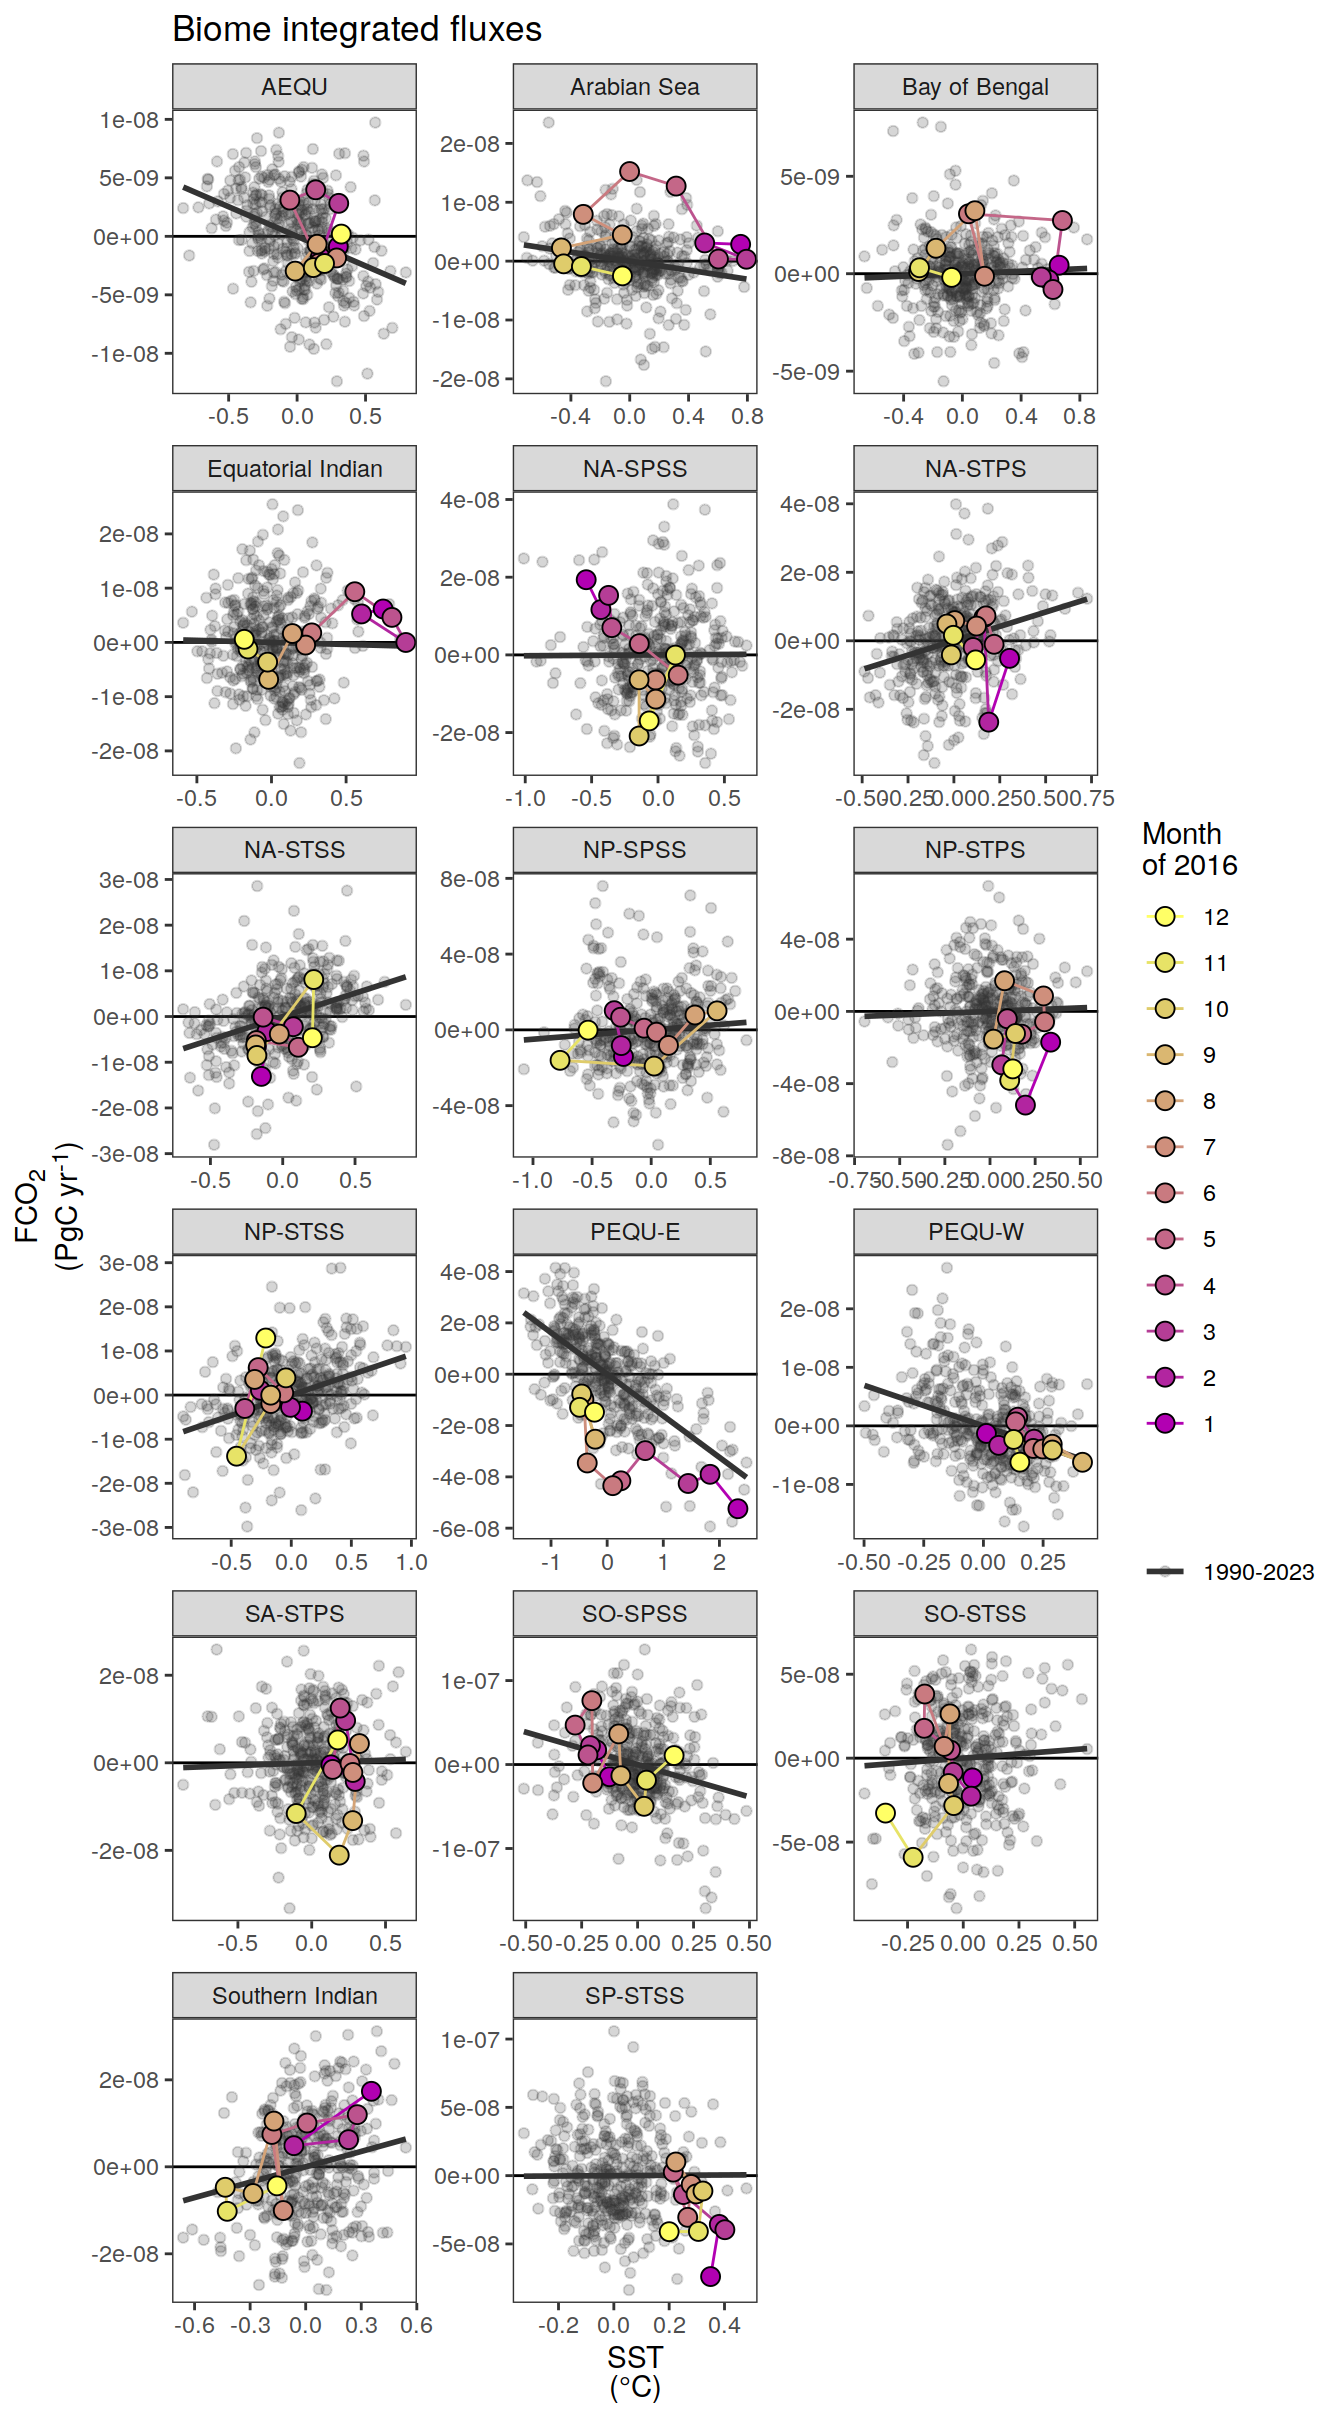 Biome integrated fluxes
AEQU
Arabian Sea
Bay of Bengal
1e-08
5e-09
0e+00
-5e-09
-1e-08
2e-08
1e-08
0e+00
-1e-08
-2e-08
5e-09
0e+00
-5e-09
-0.5 0.0 0.5
-0.4 0.0 0.4 0.8
-0.4 0.0 0.4 0.8
Equatorial Indian
NA-SPSS
NA-STPS
2e-08
1e-08
0e+00
-1e-08
-2e-08
4e-08
2e-08
0e+00
-2e-08
4e-08
2e-08
0e+00
-2e-08
-0.5 0.0 0.5
-1.0 -0.5 0.0 0.5
-0.50 -0.25 0.00 0.25 0.50 0.75
NA-STSS
NP-SPSS
NP-STPS
3e-08
2e-08
1e-08
0e+00
-1e-08
-2e-08
-3e-08
8e-08
4e-08
0e+00
-4e-08
4e-08
0e+00
-4e-08
-8e-08
-0.5 0.0 0.5
-1.0 -0.5 0.0 0.5
-0.75 -0.50 -0.25 0.00 0.25 0.50
NP-STSS
PEQU-E
PEQU-W
3e-08
2e-08
1e-08
0e+00
-1e-08
-2e-08
-3e-08
4e-08
2e-08
0e+00
-2e-08
-4e-08
-6e-08
2e-08
1e-08
0e+00
-1e-08
-0.5 0.0 0.5 1.0
-1 0 1 2
-0.50 -0.25 0.00 0.25
SA-STPS
SO-SPSS
SO-STSS
2e-08
0e+00
-2e-08
1e-07
0e+00
-1e-07
5e-08
0e+00
-5e-08
-0.5 0.0 0.5
-0.50 -0.25 0.00 0.25 0.50
-0.25 0.00 0.25 0.50
Southern Indian
SP-STSS
2e-08
0e+00
-2e-08
1e-07
5e-08
0e+00
-5e-08
-0.6 -0.3 0.0 0.3 0.6
-0.2 0.0 0.2 0.4
SST
(°C)
FCO2
(PgC yr-1)
Month
of 2016
12
11
10
9
8
7
6
5
4
3
2
1
1990-2023